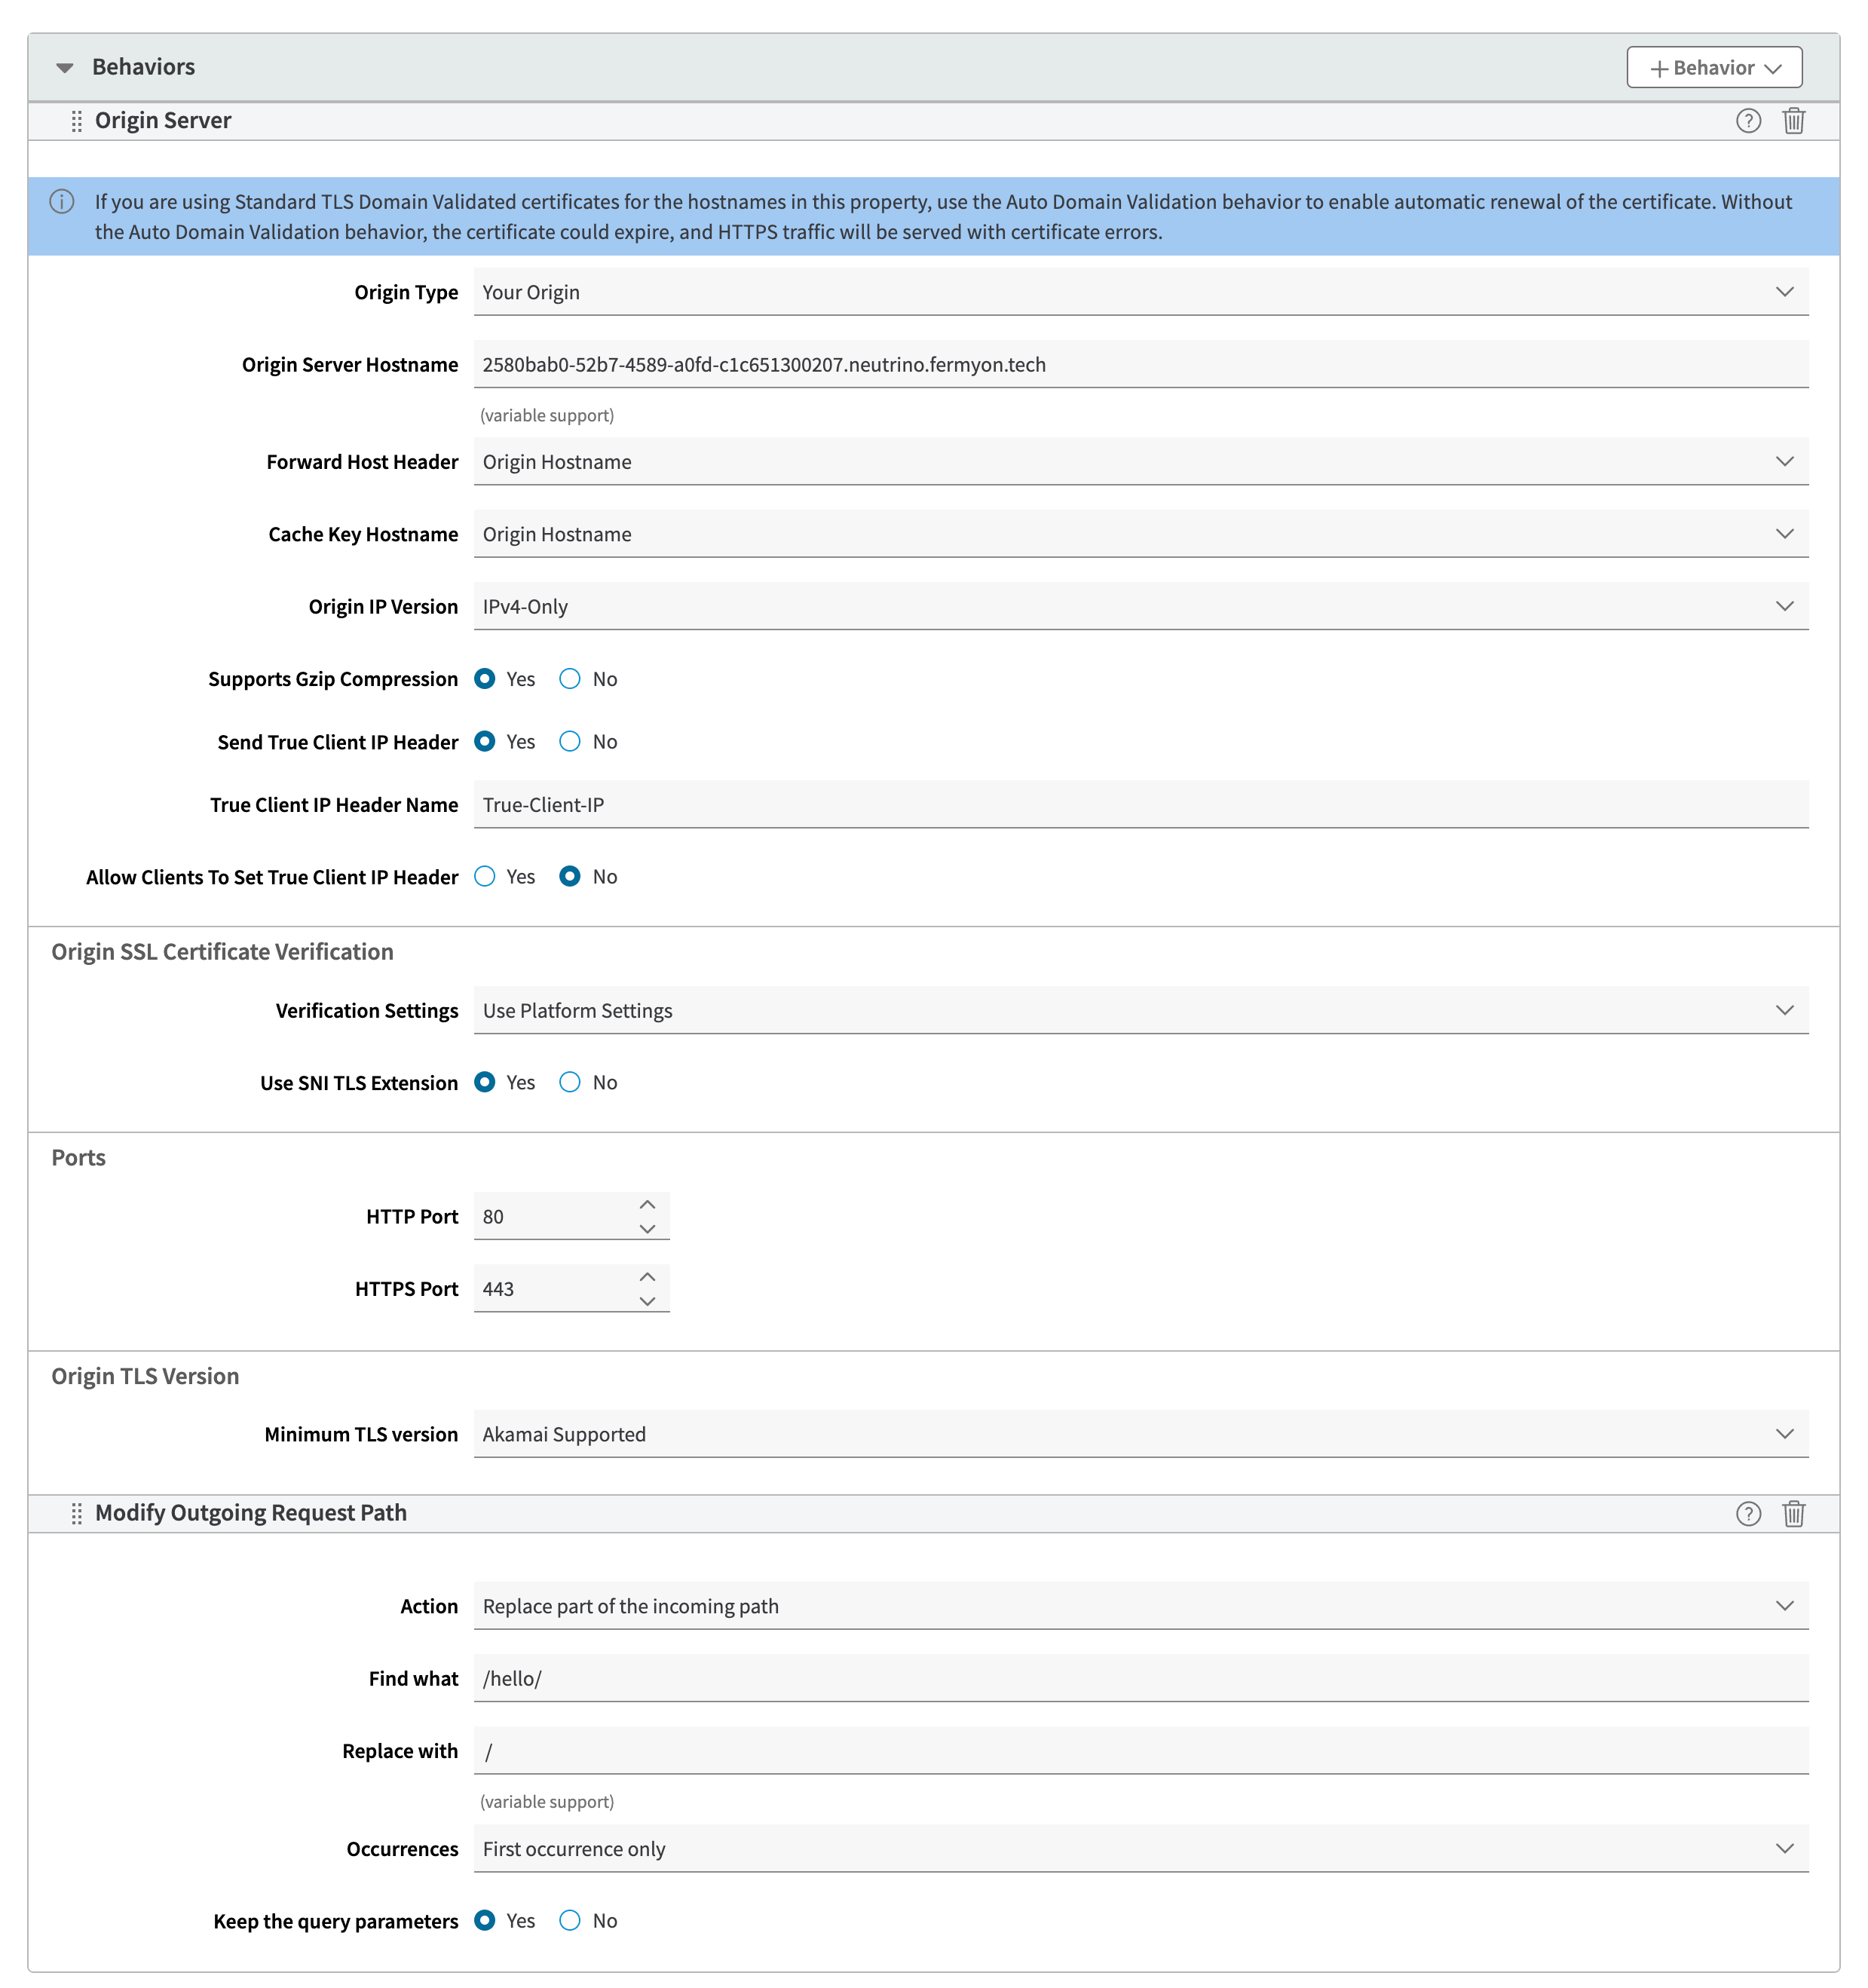 Behaviors
+ Behavior
Origin Server
If you are using Standard TLS Domain Validated certificates for the hostnames in this property, use the Auto Domain Validation behavior to enable automatic renewal of the certificate. Without
the Auto Domain Validation behavior, the certificate could expire, and HTTPS traffic will be served with certificate errors.
Origin Type Your Origin
Origin Server Hostname 2580bab0-52b7-4589-a0fd-c1c651300207.neutrino.fermyon.tech
(variable support)
Forward Host Header Origin Hostname
Cache Key Hostname Origin Hostname
Origin IP Version IPv4-Only
Supports Gzip Compression Yes No
Send True Client IP Header Yes No
True Client IP Header Name True-Client-IP
Allow Clients To Set True Client IP Header Yes No
Origin SSL Certificate Verification
Verification Settings Use Platform Settings
Use SNI TLS Extension Yes No
Ports
HTTP Port 80
HTTPS Port 443
Origin TLS Version
Minimum TLS version Akamai Supported
Modify Outgoing Request Path
Action Replace part of the incoming path
Find what /hello/
Replace with /
(variable support)
Occurrences First occurrence only
Keep the query parameters Yes No